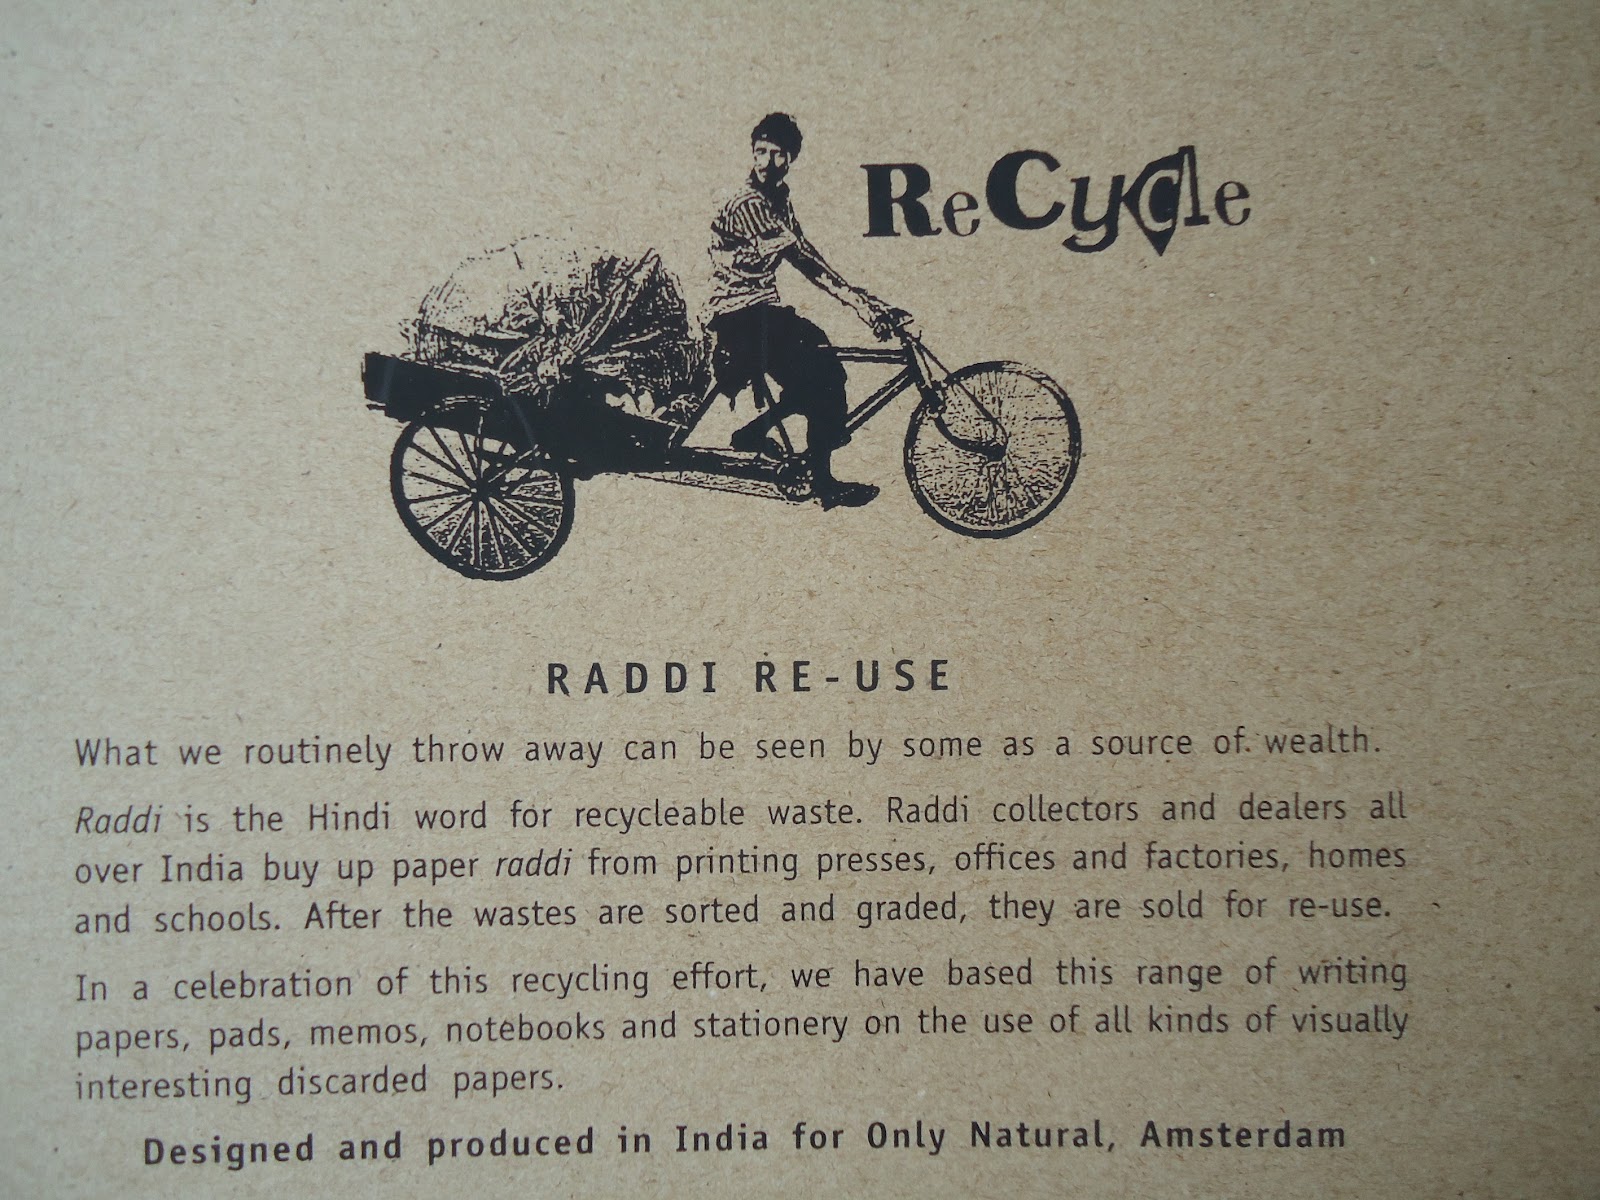 ReCycle
RADDI RE-USE
What we routinely throw away can be seen by some as a source of wealth.
Raddi is the Hindi word for recycleable waste. Raddi collectors and dealers all
over India buy up paper raddi from printing presses, offices and factories, homes
and schools. After the wastes are sorted and graded, they are sold for re-use.
In a celebration of this recycling effort, we have based this range of writing
papers, pads, memos, notebooks and stationery on the use of all kinds of visually
interesting discarded papers.
Designed and produced in India for Only Natural, Amsterdam